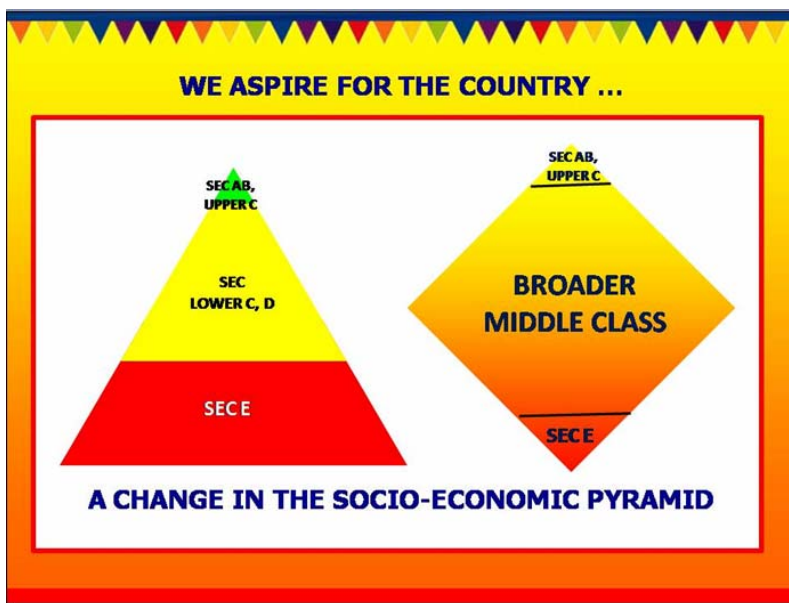 WE ASPIRE FOR THE COUNTRY ...
SEC AB,
UPPER C
SEC
LOWER C, D
SEC E
SEC AB,
UPPER C
BROADER
MIDDLE CLASS
SEC E
A CHANGE IN THE SOCIO-ECONOMIC PYRAMID